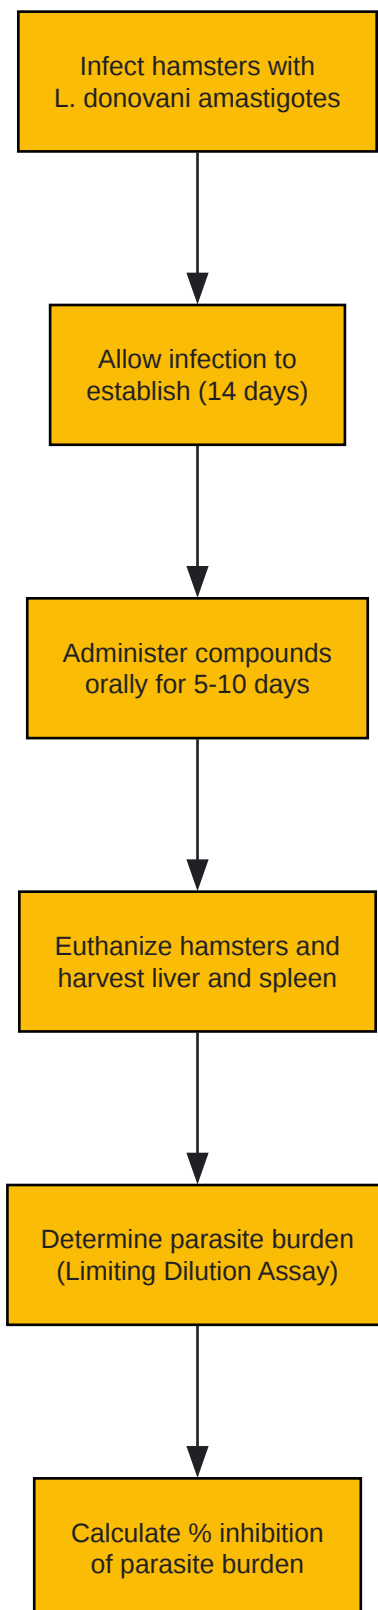 Infect hamsters with
L. donovani amastigotes
Allow infection to
establish (14 days)
Administer compounds
orally for 5-10 days
Euthanize hamsters and
harvest liver and spleen
Determine parasite burden
(Limiting Dilution Assay)
Calculate % inhibition
of parasite burden